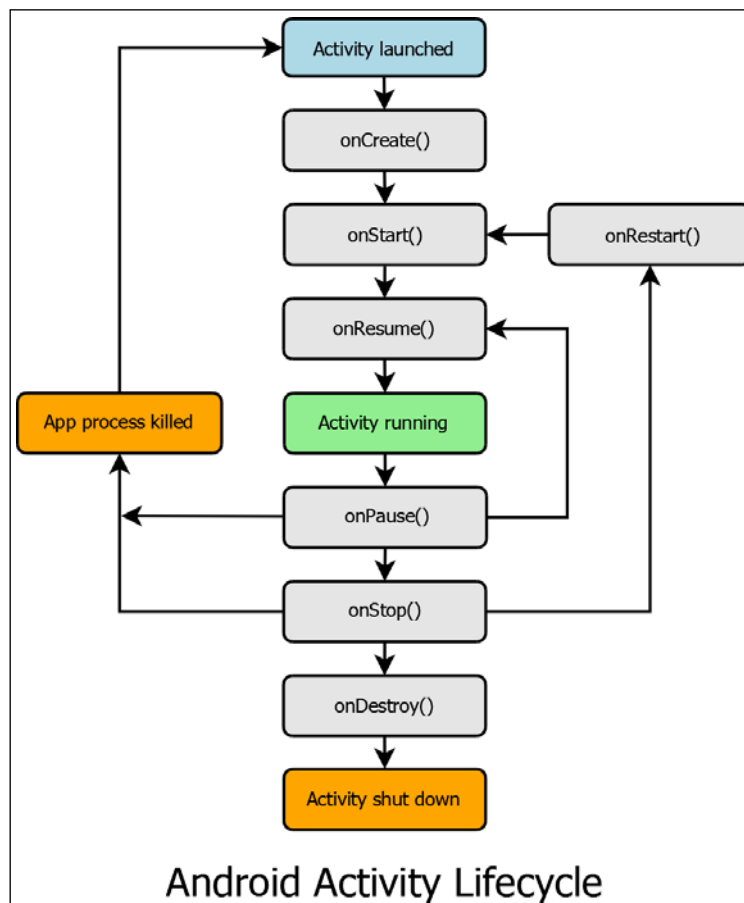 Activity launched
onCreate()
onStart()
onRestart()
onResume()
App process killed
Activity running
onPause()
onStop()
onDestroy()
Activity shut down
Android Activity Lifecycle